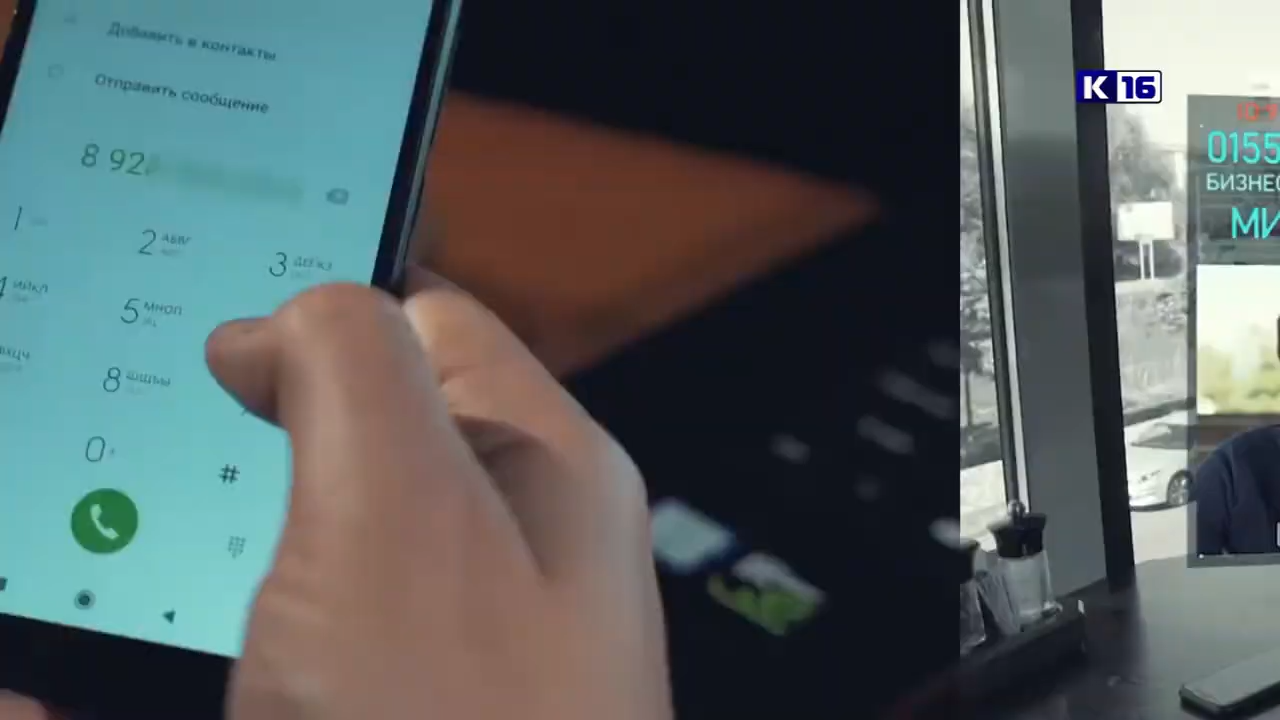 Добавить в контакты
Отправить сообщение
8 92
1
2 АБВГ
3 ДЕЁЖЗ
4 ИЙКЛ
5 МНОП
8 ШЩЪЫ
0 +
#
К 16
0155
БИЗНЕС
МИ